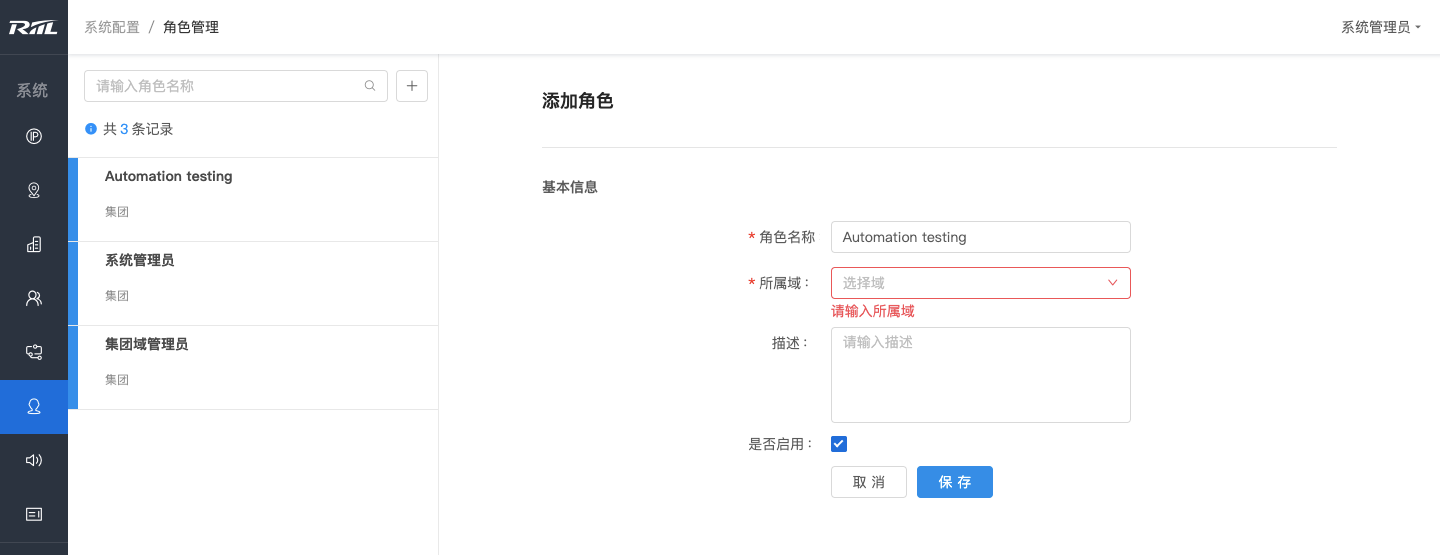 RIIL
系统配置 / 角色管理
系统管理员
系统
请输入角色名称
共 3 条记录
Automation testing
集团
系统管理员
集团
集团域管理员
集团
添加角色
基本信息
* 角色名称
Automation testing
* 所属域：
选择域
请输入所属域
描述：
请输入描述
是否启用：
取 消
保 存